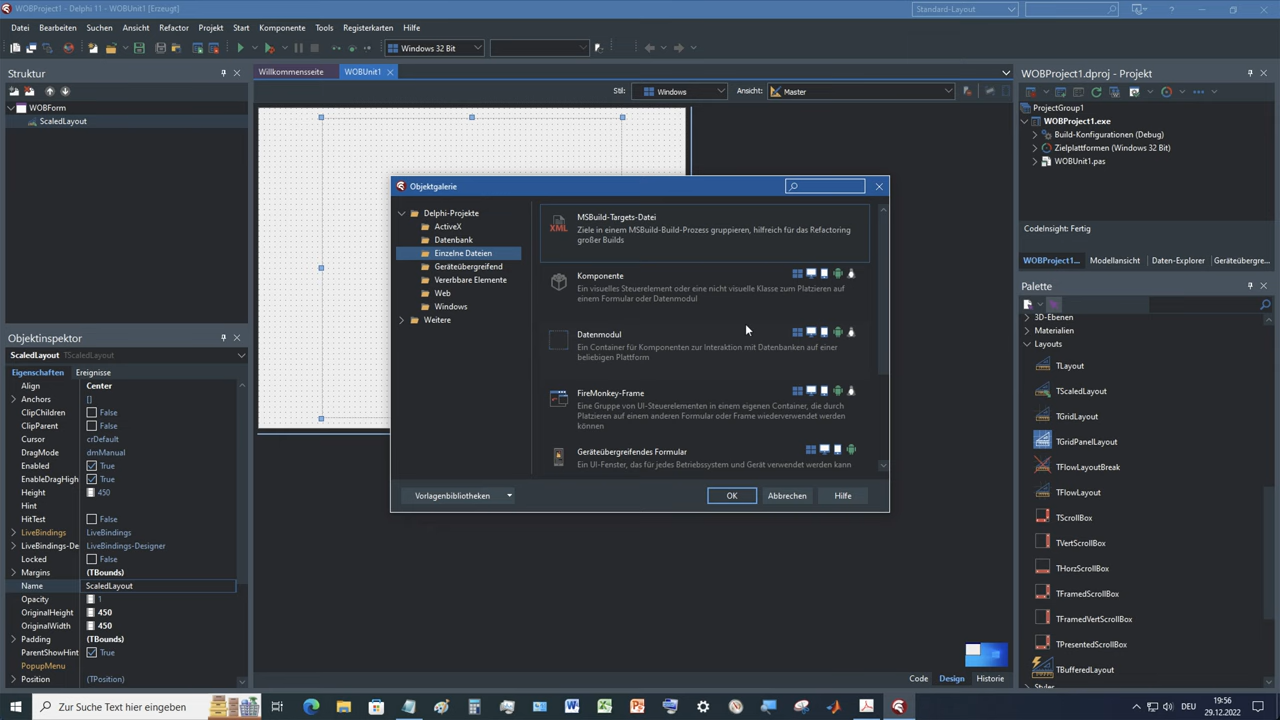 WOBProject1 - Delphi 11 - WOBUnit1 [Erzeugt]
Standard-Layout
Datei Bearbeiten Suchen Ansicht Refactor Projekt Start Komponente Tools Registerkarten Hilfe
Windows 32 Bit
Struktur
WOBForm
ScaledLayout
Willkommensseite
WOBUnit1
Stil:
Windows
Ansicht:
Master
Objektgalerie
Delphi-Projekte
ActiveX
Datenbank
Einzelne Dateien
Geräteübergreifend
Vererbbare Elemente
Web
Windows
Weitere
MSBuild-Targets-Datei
Ziele in einem MSBuild-Build-Prozess gruppieren, hilfreich für das Refactoring
großer Builds
Komponente
Ein visuelles Steuerelement oder eine nicht visuelle Klasse zum Platzieren auf
einem Formular oder Datenmodul
Datenmodul
Ein Container für Komponenten zur Interaktion mit Datenbanken auf einer
beliebigen Plattform
FireMonkey-Frame
Eine Gruppe von UI-Steuerelementen in einem eigenen Container, die durch
Platzieren auf einem anderen Formular oder Frame wiederverwendet werden
können
Geräteübergreifendes Formular
Ein UI-Fenster, das für jedes Betriebssystem und Gerät verwendet werden kann
Vorlagenbibliotheken
OK
Abbrechen
Hilfe
Objektinspektor
ScaledLayout TScaledLayout
Eigenschaften Ereignisse
Align Center
Anchors []
ClipChildren False
ClipParent False
Cursor crDefault
DragMode dmManual
Enabled True
EnableDragHigh True
Height 450
Hint
HitTest False
LiveBindings LiveBindings
LiveBindings-De LiveBindings-Designer
Locked False
Margins (TBounds)
Name ScaledLayout
Opacity 1
OriginalHeight 450
OriginalWidth 450
Padding (TBounds)
ParentShowHint True
PopupMenu
Position (TPosition)
Code Design Historie
WOBProject1.dproj - Projekt
ProjectGroup1
WOBProject1.exe
Build-Konfigurationen (Debug)
Zielplattformen (Windows 32 Bit)
WOBUnit1.pas
CodeInsight: Fertig
WOBProject1... Modellansicht Daten-Explorer Geräteübergre...
Palette
3D-Ebenen
Materialien
Layouts
TLayout
TScaledLayout
TGridLayout
TGridPanelLayout
TFlowLayoutBreak
TFlowLayout
TScrollBox
TVertScrollBox
THorzScrollBox
TFramedScrollBox
TFramedVertScrollBox
TPresentedScrollBox
TBufferedLayout
Zur Suche Text hier eingeben
DEU
19:56
29.12.2022